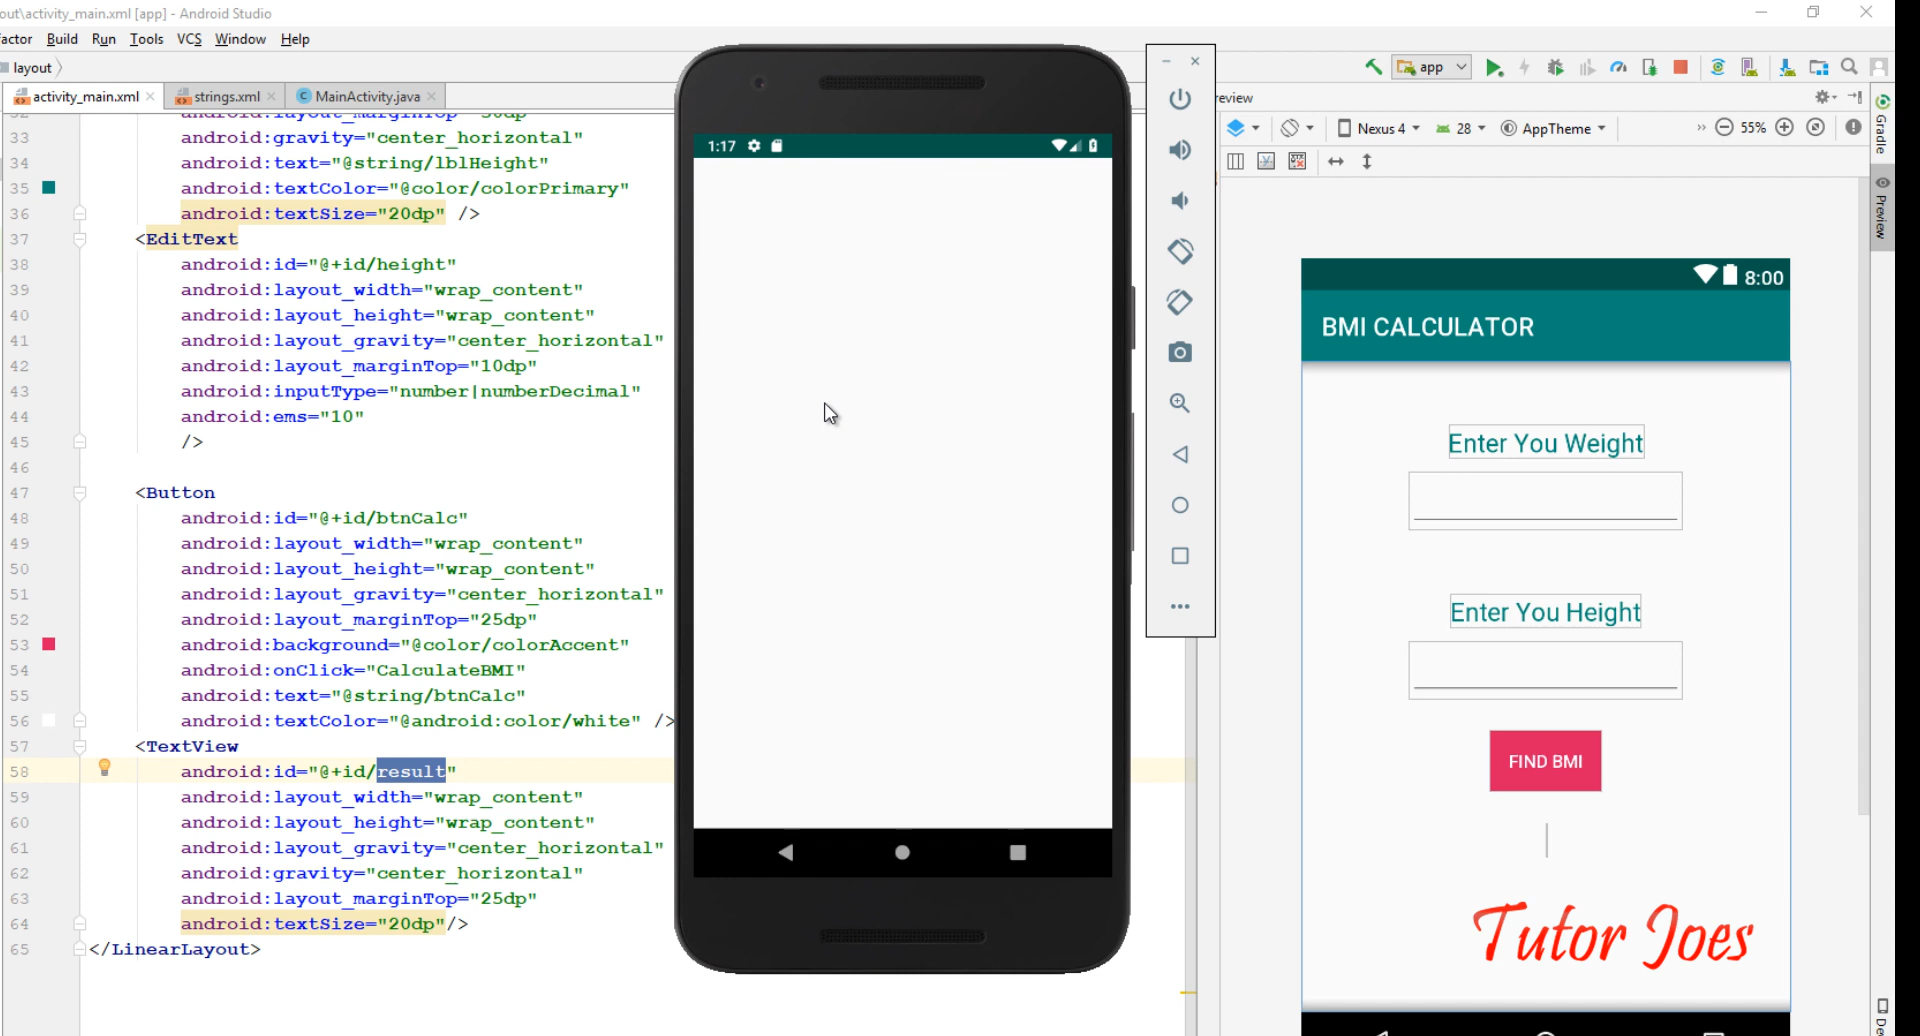 out\activity_main.xml [app] - Android Studio
actor Build Run Tools VCS Window Help
layout
app
activity_main.xml
strings.xml
MainActivity.java
review
Nexus 4
28
AppTheme
55%
Gradle
Preview
33 android:gravity="center_horizontal"
34 android:text="@string/lblHeight"
35 android:textColor="@color/colorPrimary"
36 android:textSize="20dp" />
37 <EditText
38 android:id="@+id/height"
39 android:layout_width="wrap_content"
40 android:layout_height="wrap_content"
41 android:layout_gravity="center_horizontal"
42 android:layout_marginTop="10dp"
43 android:inputType="number|numberDecimal"
44 android:ems="10"
45 />
46
47 <Button
48 android:id="@+id/btnCalc"
49 android:layout_width="wrap_content"
50 android:layout_height="wrap_content"
51 android:layout_gravity="center_horizontal"
52 android:layout_marginTop="25dp"
53 android:background="@color/colorAccent"
54 android:onClick="CalculateBMI"
55 android:text="@string/btnCalc"
56 android:textColor="@android:color/white" />
57 <TextView
58 android:id="@+id/result"
59 android:layout_width="wrap_content"
60 android:layout_height="wrap_content"
61 android:layout_gravity="center_horizontal"
62 android:gravity="center_horizontal"
63 android:layout_marginTop="25dp"
64 android:textSize="20dp"/>
65 </LinearLayout>
1:17
8:00
BMI CALCULATOR
Enter You Weight
Enter You Height
FIND BMI
Tutor Joes